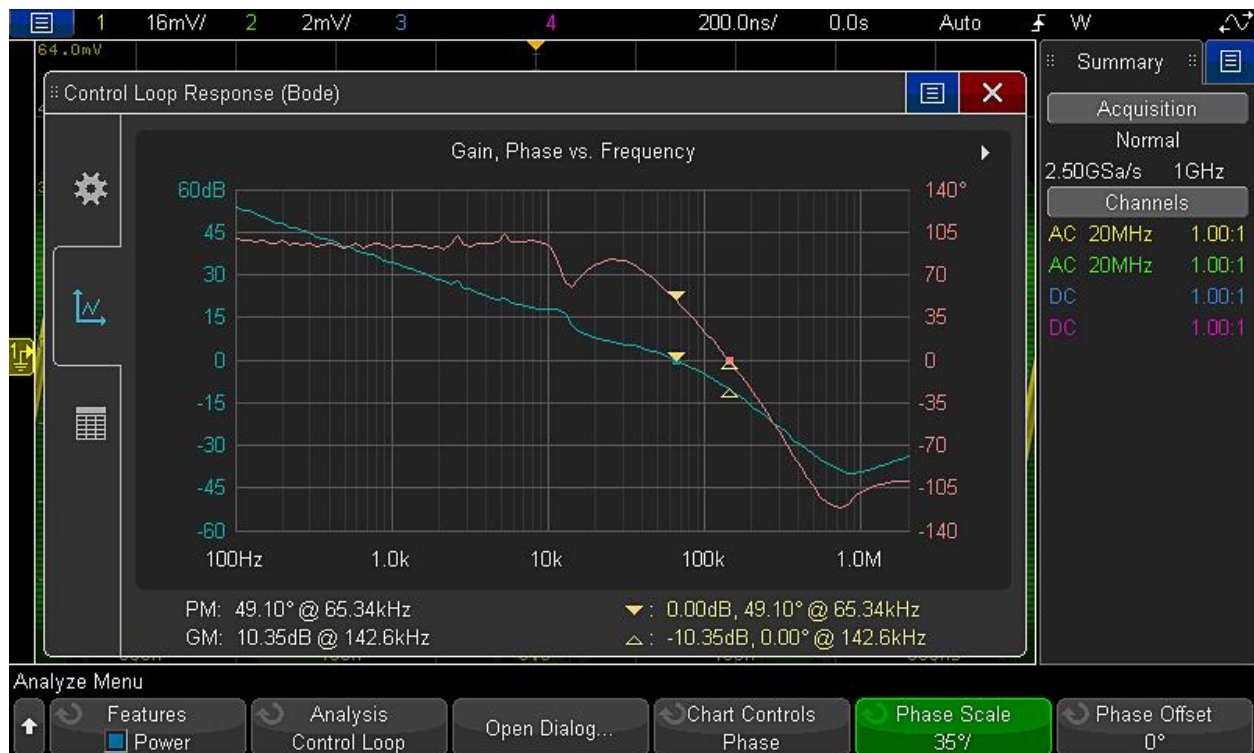 1 16mV/ 2 2mV/ 3 4 200.0ns/ 0.0s Auto W
64.0mV
Summary
Control Loop Response (Bode)
Acquisition
Normal
2.50GSa/s 1GHz
Channels
AC 20MHz 1.00:1
AC 20MHz 1.00:1
DC 1.00:1
DC 1.00:1
Gain, Phase vs. Frequency
60dB 140°
45 105
30 70
15 35
0 0
-15 -35
-30 -70
-45 -105
-60 -140
100Hz 1.0k 10k 100k 1.0M
PM: 49.10° @ 65.34kHz
GM: 10.35dB @ 142.6kHz
: 0.00dB, 49.10° @ 65.34kHz
: -10.35dB, 0.00° @ 142.6kHz
Analyze Menu
Features
Power
Analysis
Control Loop
Open Dialog...
Chart Controls
Phase
Phase Scale
35°/
Phase Offset
0°